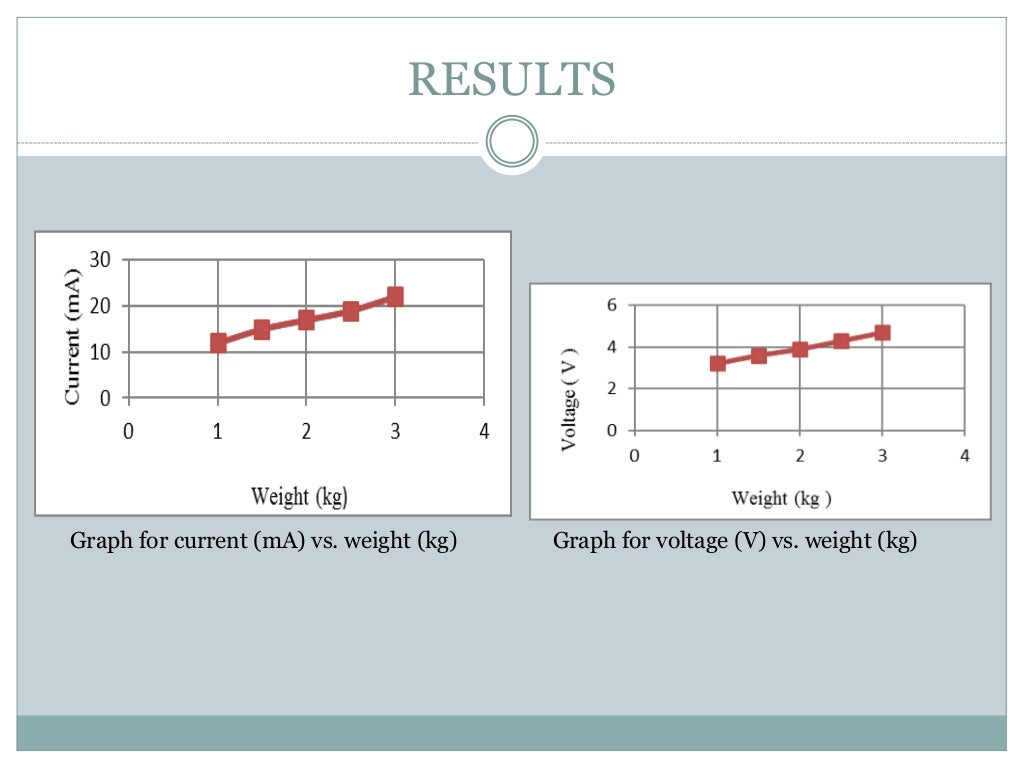 RESULTS
Current (mA)
30
20
10
0
0 1 2 3 4
Weight (kg)
Graph for current (mA) vs. weight (kg)
Voltage ( V )
6
4
2
0
0 1 2 3 4
Weight (kg )
Graph for voltage (V) vs. weight (kg)